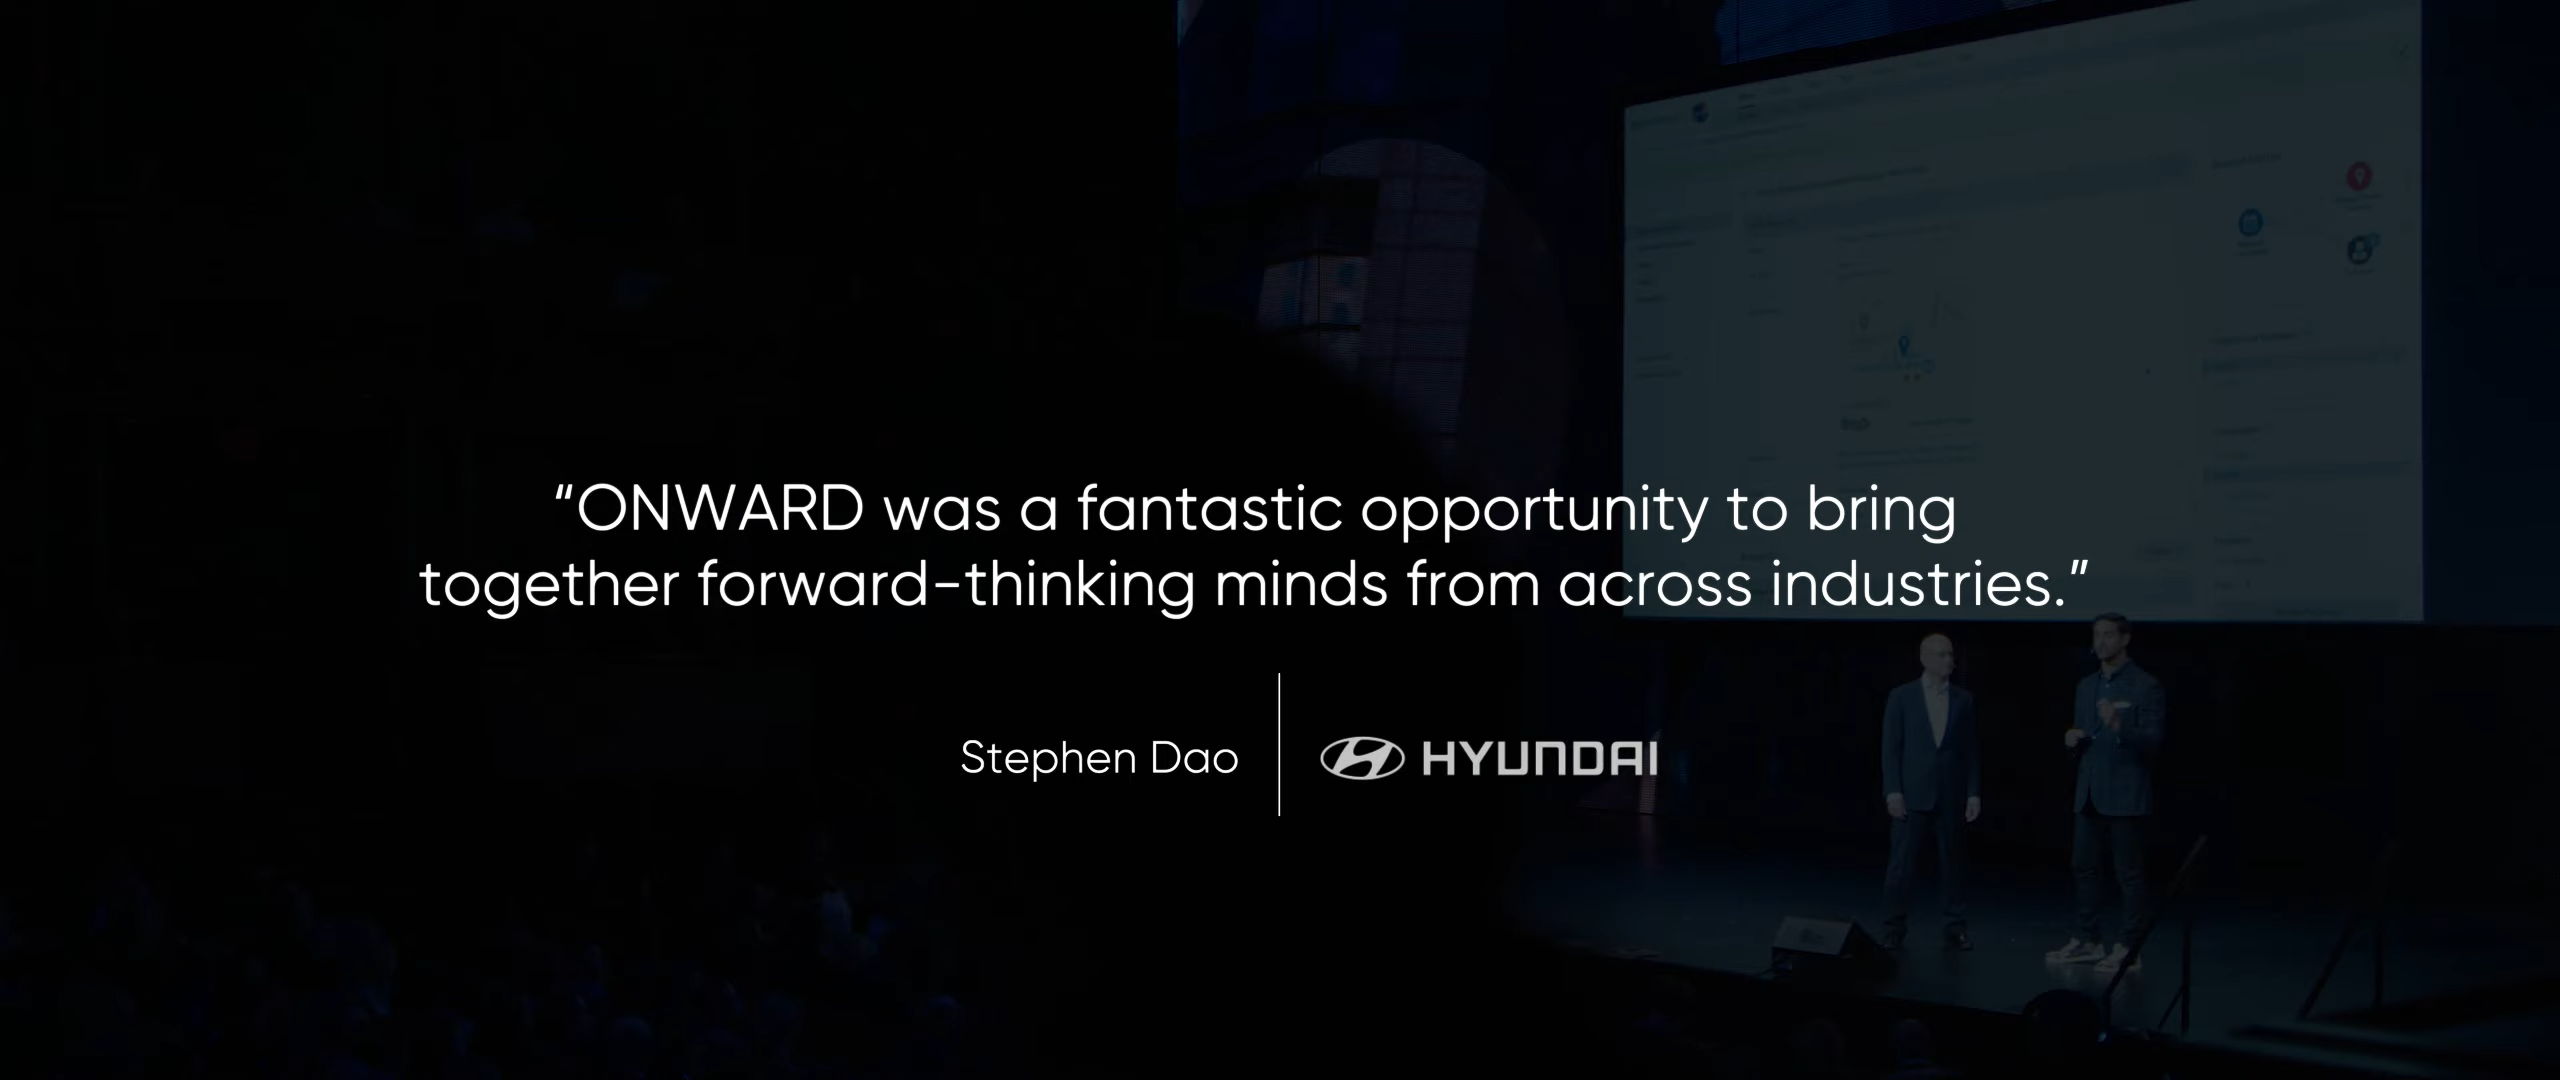 “ONWARD was a fantastic opportunity to bring
together forward-thinking minds from across industries.”
Stephen Dao
HYUNDAI